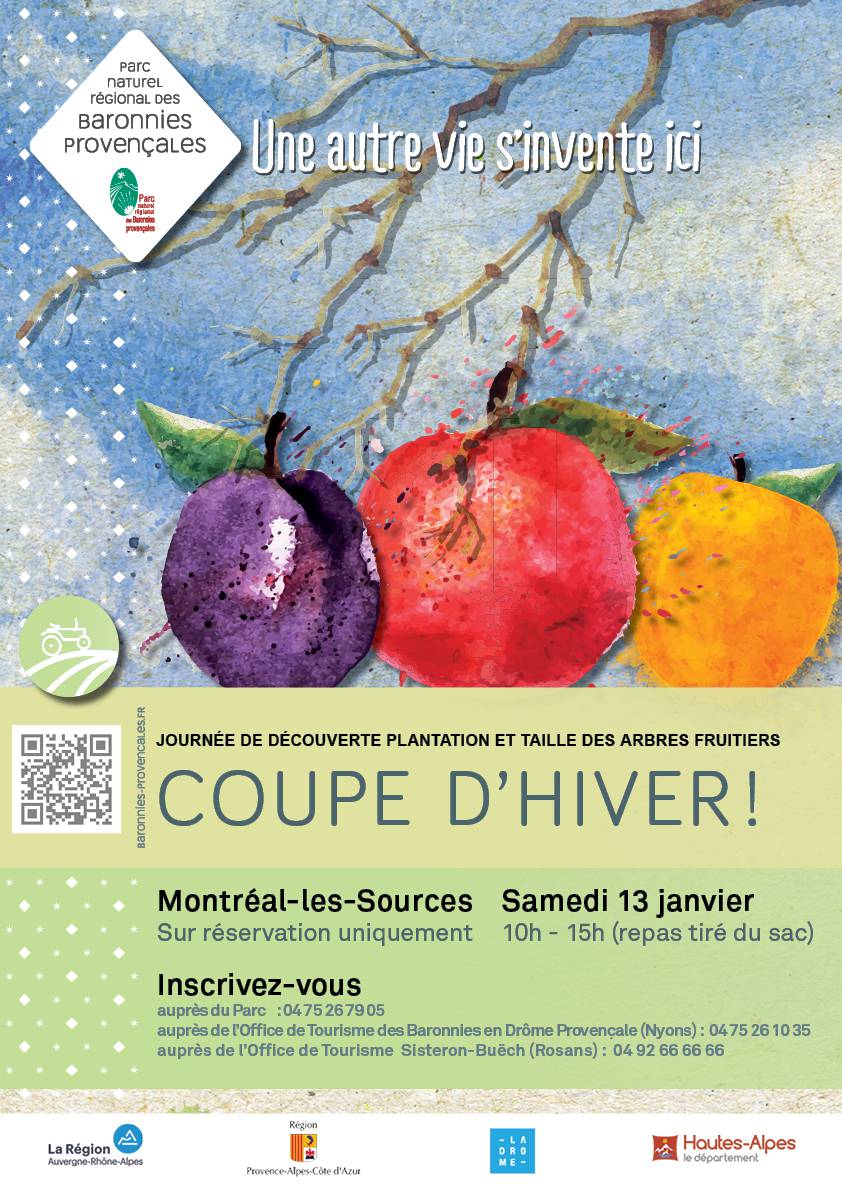 PARC
NATUREL
RÉGIONAL DES
BARONNIES
PROVENÇALES
Parc
naturel
régional
des Baronnies
provençales
Une autre vie s'invente ici
BARONNIES-PROVENCALES.FR
JOURNÉE DE DÉCOUVERTE PLANTATION ET TAILLE DES ARBRES FRUITIERS
COUPE D'HIVER!
Montréal-les-Sources Samedi 13 janvier
Sur réservation uniquement 10h - 15h (repas tiré du sac)
Inscrivez-vous
auprès du Parc : 04 75 26 79 05
auprès de l'Office de Tourisme des Baronnies en Drôme Provençale (Nyons) : 04 75 26 10 35
auprès de l'Office de Tourisme Sisteron-Buëch (Rosans) : 04 92 66 66 66
La Région
Auvergne-Rhône-Alpes
Région
Provence-Alpes-Côte d'Azur
- LA
DRO
ME -
Hautes-Alpes
le département